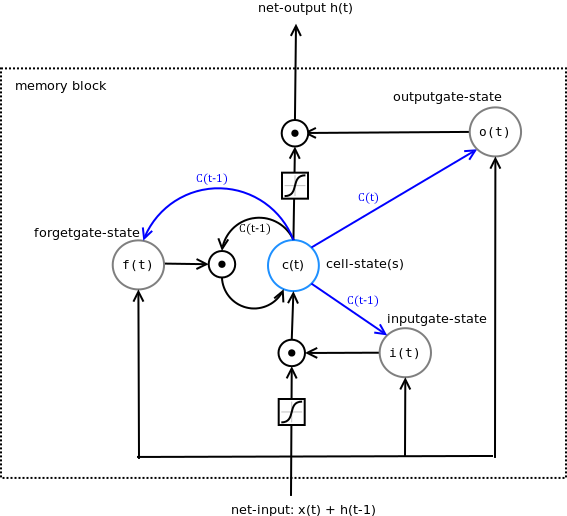 net-output h(t)
memory block
outputgate-state
o(t)
C(t-1)
C(t)
forgetgate-state
C(t-1)
f(t)
c(t)
cell-state(s)
C(t-1)
inputgate-state
i(t)
net-input: x(t) + h(t-1)